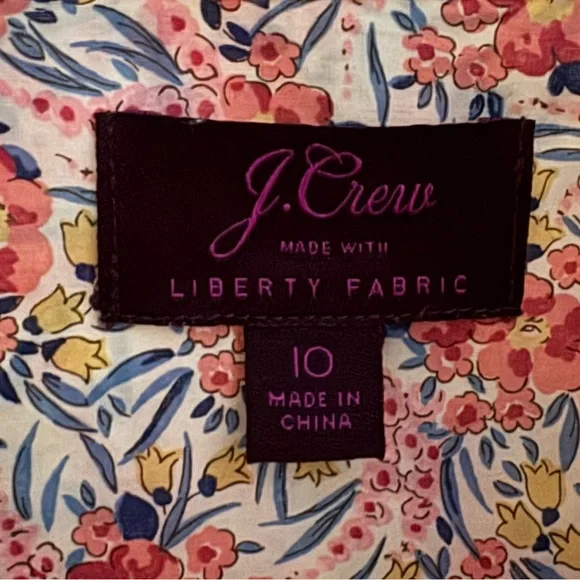 J.Crew
MADE WITH
LIBERTY FABRIC
10
MADE IN
CHINA